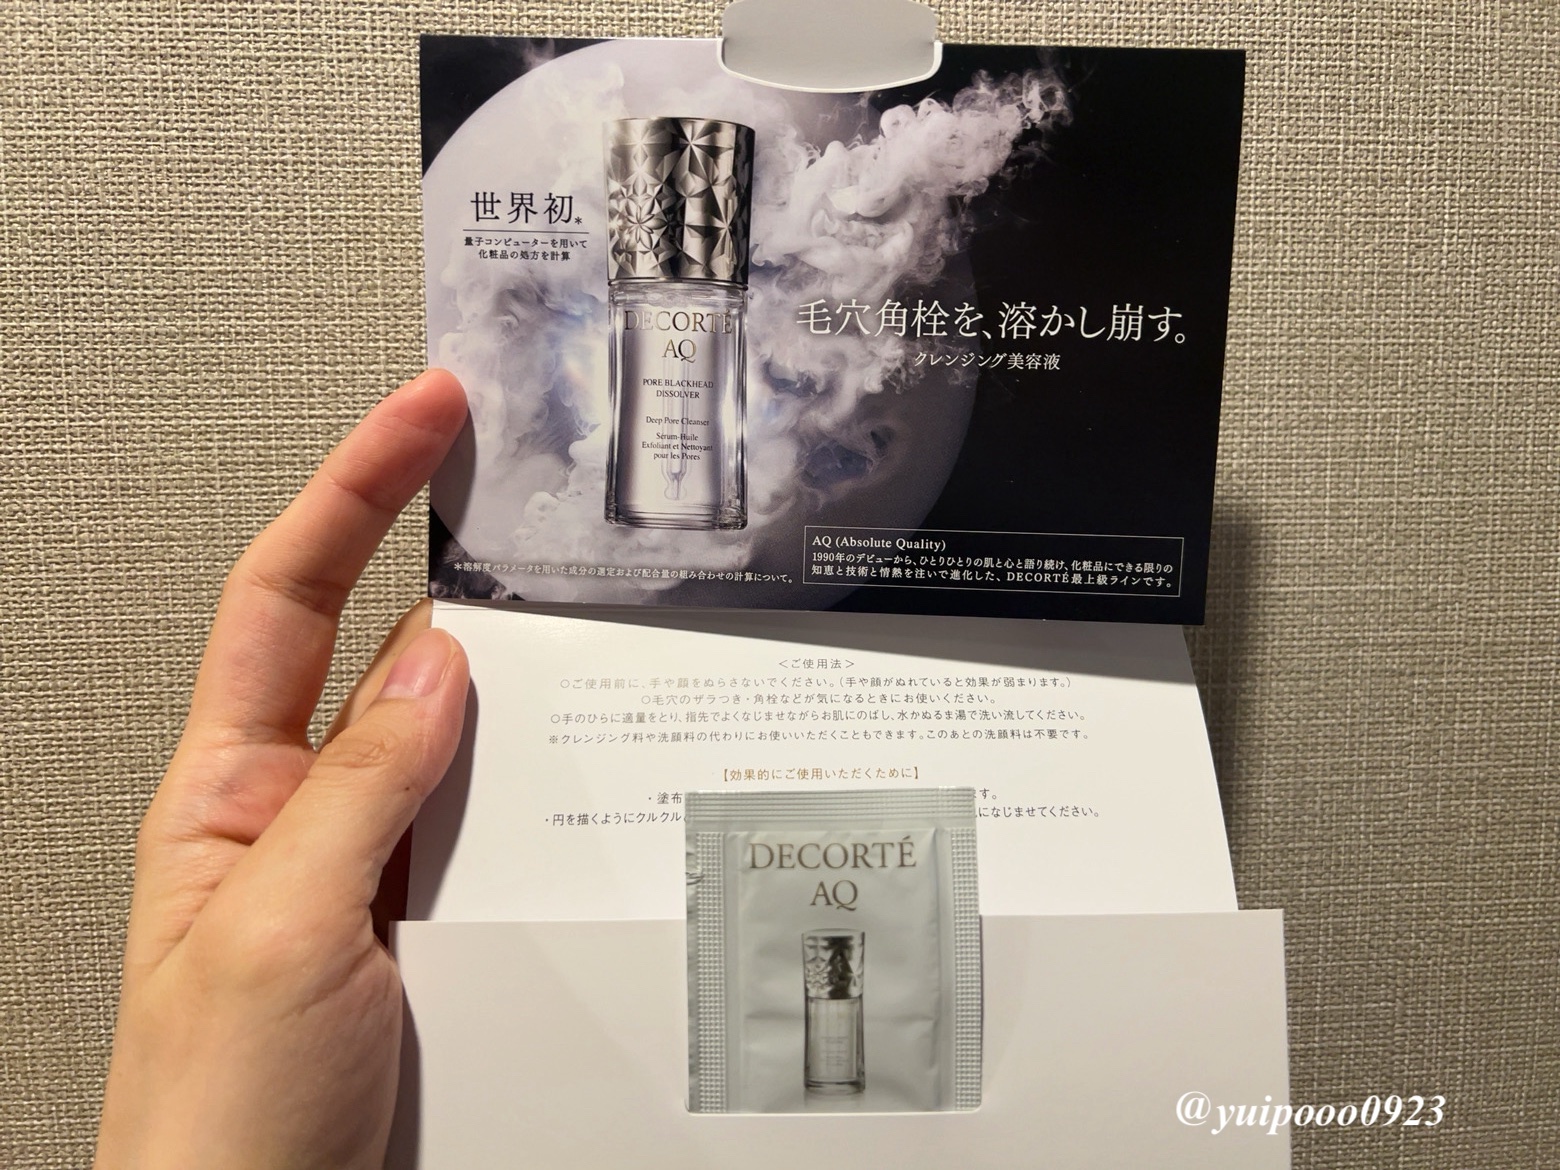 世界初*
量子コンピューターを用いて
化粧品の処方を計算
DECORTÉ
AQ
PORE BLACKHEAD
DISSOLVER
Deep Pore Cleanser
Serum-Huile
Exfoliant et Nettoyant
pour les Pores
毛穴角栓を、溶かし崩す。
クレンジング美容液
*溶解度パラメータを用いた成分の選定および配合量の組み合わせの計算について。
AQ (Absolute Quality)
1990年のデビューから、ひとりひとりの肌と心と語り続け、化粧品にできる限りの
知恵と技術と情熱を注いで進化した、DECORTÉ最上級ラインです。
＜ご使用法＞
○ご使用前に、手や顔をぬらさないでください。（手や顔がぬれていると効果が弱まります。）
○毛穴のザラつき・角栓などが気になるときにお使いください。
○手のひらに適量をとり、指先でよくなじませながらお肌にのばし、水かぬるま湯で洗い流してください。
※クレンジング料や洗顔料の代わりにお使いいただくこともできます。このあとの洗顔料は不要です。
【効果的にご使用いただくために】
・塗布 ます。
・円を描くようにクルクル になじませてください。
DECORTÉ
AQ
@yuipooo0923